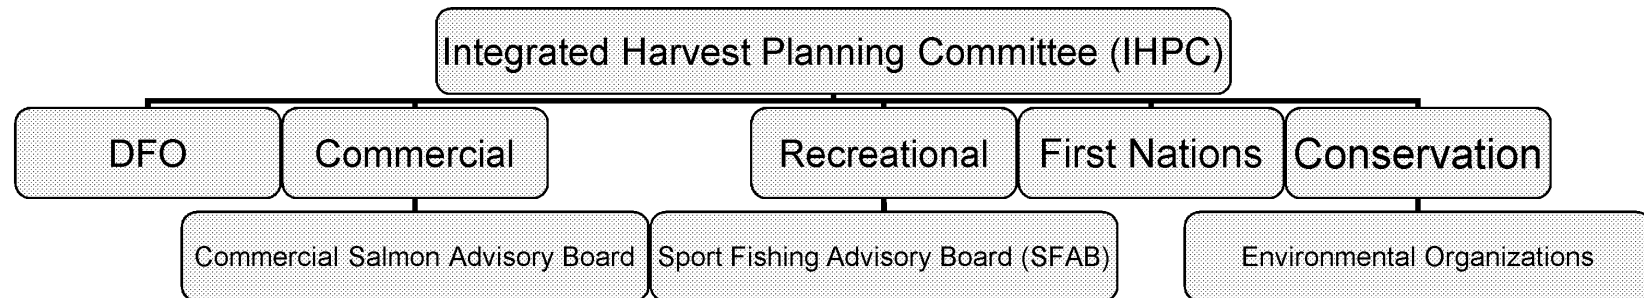 Integrated Harvest Planning Committee (IHPC)
DFO
Commercial
Recreational
First Nations
Conservation
Commercial Salmon Advisory Board
Sport Fishing Advisory Board (SFAB)
Environmental Organizations